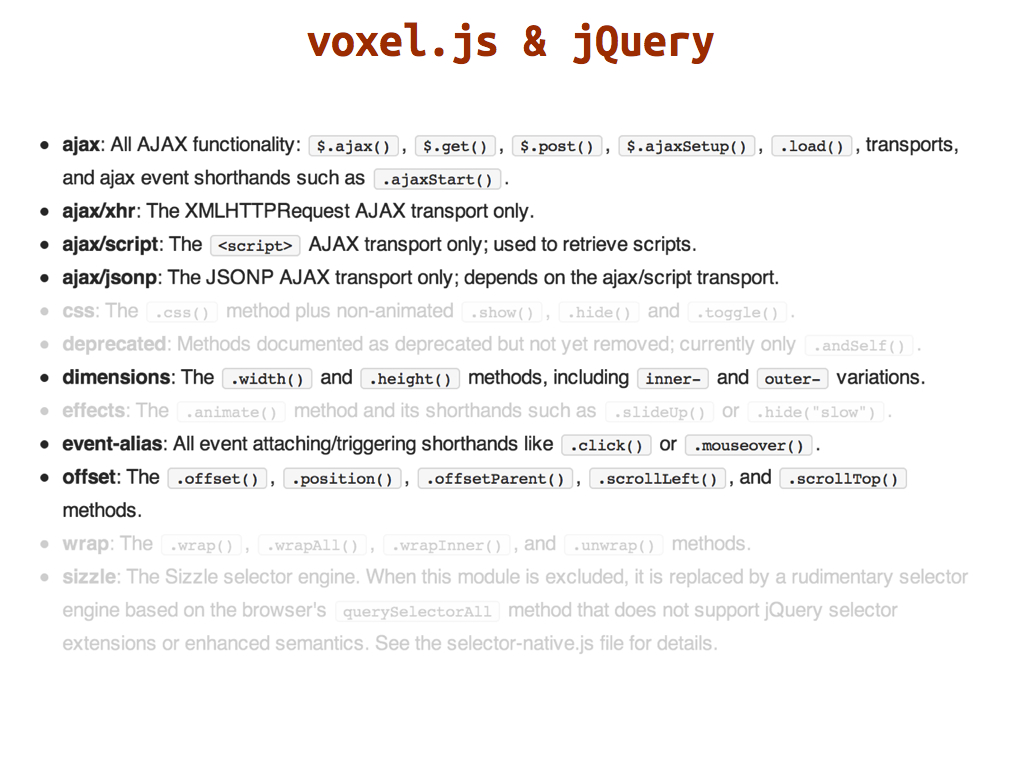 voxel.js & jQuery
• ajax: All AJAX functionality: $.ajax(), $.get(), $.post(), $.ajaxSetup(), .load(), transports,
and ajax event shorthands such as .ajaxStart().
• ajax/xhr: The XMLHTTPRequest AJAX transport only.
• ajax/script: The <script> AJAX transport only; used to retrieve scripts.
• ajax/jsonp: The JSONP AJAX transport only; depends on the ajax/script transport.
• css: The .css() method plus non-animated .show(), .hide() and .toggle().
• deprecated: Methods documented as deprecated but not yet removed; currently only .andSelf().
• dimensions: The .width() and .height() methods, including inner- and outer- variations.
• effects: The .animate() method and its shorthands such as .slideUp() or .hide("slow").
• event-alias: All event attaching/triggering shorthands like .click() or .mouseover().
• offset: The .offset(), .position(), .offsetParent(), .scrollLeft(), and .scrollTop()
methods.
• wrap: The .wrap(), .wrapAll(), .wrapInner(), and .unwrap() methods.
• sizzle: The Sizzle selector engine. When this module is excluded, it is replaced by a rudimentary selector
engine based on the browser's querySelectorAll method that does not support jQuery selector
extensions or enhanced semantics. See the selector-native.js file for details.